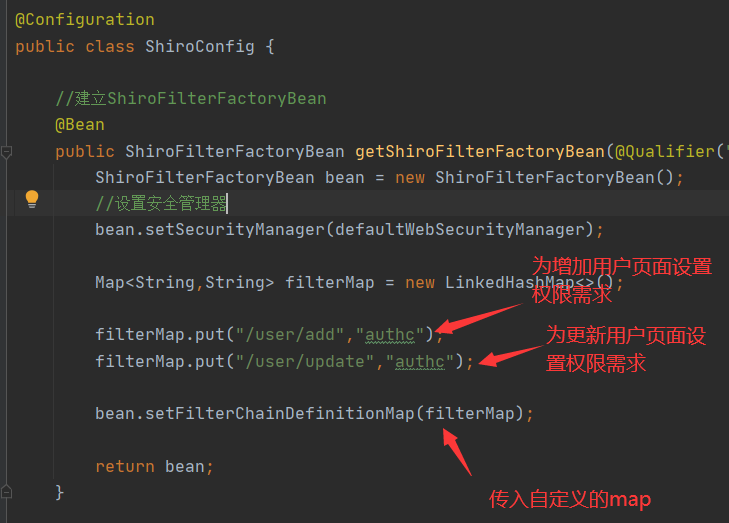 @Configuration
public class ShiroConfig {
//建立ShiroFilterFactoryBean
@Bean
public ShiroFilterFactoryBean getShiroFilterFactoryBean(@Qualifier("
ShiroFilterFactoryBean bean = new ShiroFilterFactoryBean();
//设置安全管理器
bean.setSecurityManager(defaultWebSecurityManager);
Map<String,String> filterMap = new LinkedHashMap<>();
为增加用户页面设置
权限需求
filterMap.put("/user/add","authc");
filterMap.put("/user/update","authc");
为更新用户页面设
置权限需求
bean.setFilterChainDefinitionMap(filterMap);
return bean;
传入自定义的map
}